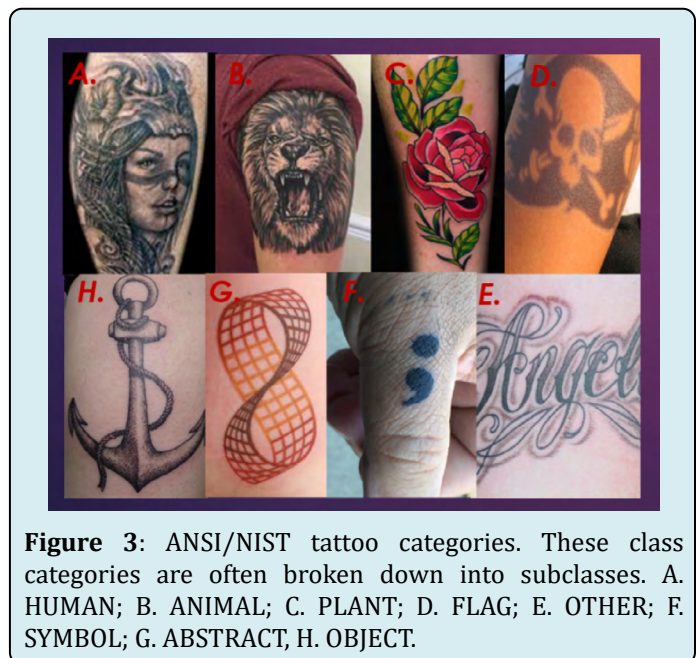 A.
B.
C.
D.
H.
G.
F.
E.
Angel
Figure 3: ANSI/NIST tattoo categories. These class
categories are often broken down into subclasses. A.
HUMAN; B. ANIMAL; C. PLANT; D. FLAG; E. OTHER; F.
SYMBOL; G. ABSTRACT, H. OBJECT.